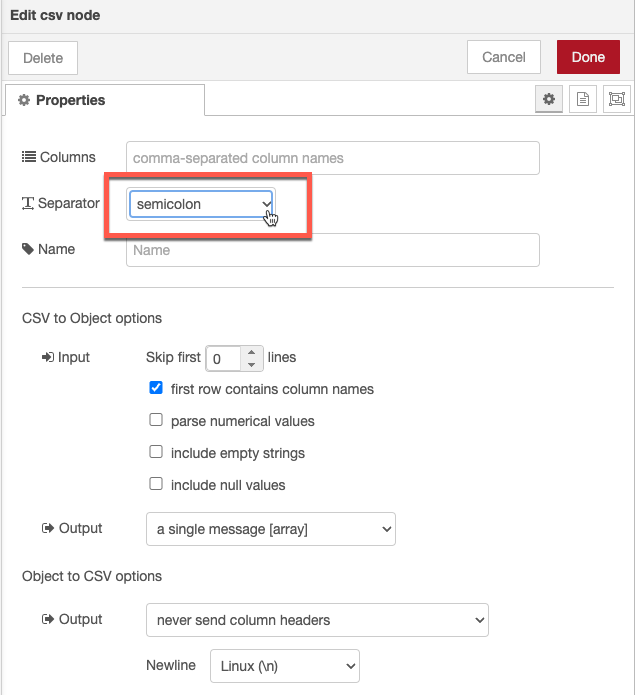 Edit csv node
Delete
Cancel
Done
Properties
Columns
comma-separated column names
Separator
semicolon
Name
Name
CSV to Object options
Input
Skip first 0 lines
first row contains column names
parse numerical values
include empty strings
include null values
Output
a single message [array]
Object to CSV options
Output
never send column headers
Newline
Linux (\n)